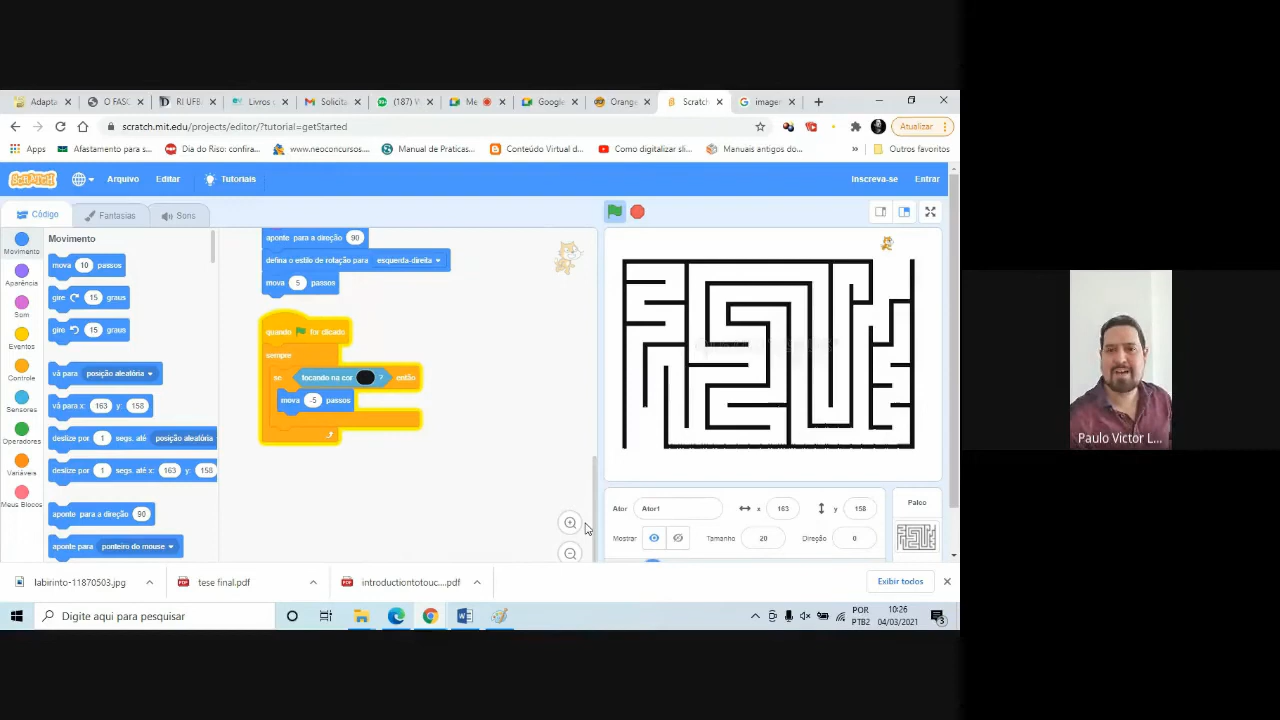 Adapta
O FASC
RI UFB
Livros
Solicita
(187)
Me
Google
Orange
Scratch
imager
scratch.mit.edu/projects/editor/?tutorial=getStarted
Atualizar
Apps
Afastamento para s...
Dia do Riso: confira...
www.neoconcursos....
Manual de Praticas...
Conteúdo Virtual d...
Como digitalizar sli...
Manuais antigos do...
Outros favoritos
SCRATCH
Arquivo
Editar
Tutoriais
Inscreva-se
Entrar
Código
Fantasias
Sons
Movimento
Aparência
Som
Eventos
Controle
Sensores
Operadores
Variáveis
Meus Blocos
Movimento
mova 10 passos
gire 15 graus
gire 15 graus
vá para posição aleatória
vá para x: 163 y: 158
deslize por 1 segs. até posição aleatória
deslize por 1 segs. até x: 163 y: 158
aponte para a direção 90
aponte para ponteiro do mouse
aponte para a direção 90
defina o estilo de rotação para esquerda-direita
mova 5 passos
quando for clicado
sempre
se tocando na cor ? então
mova -5 passos
Ator Ator1 x 163 y 158
Mostrar Tamanho 20 Direção 0
Palco
labirinto-11870503.jpg
tese final.pdf
introductiontotouc....pdf
Exibir todos
Digite aqui para pesquisar
POR
PTB2
10:26
04/03/2021
3
Paulo Victor L...